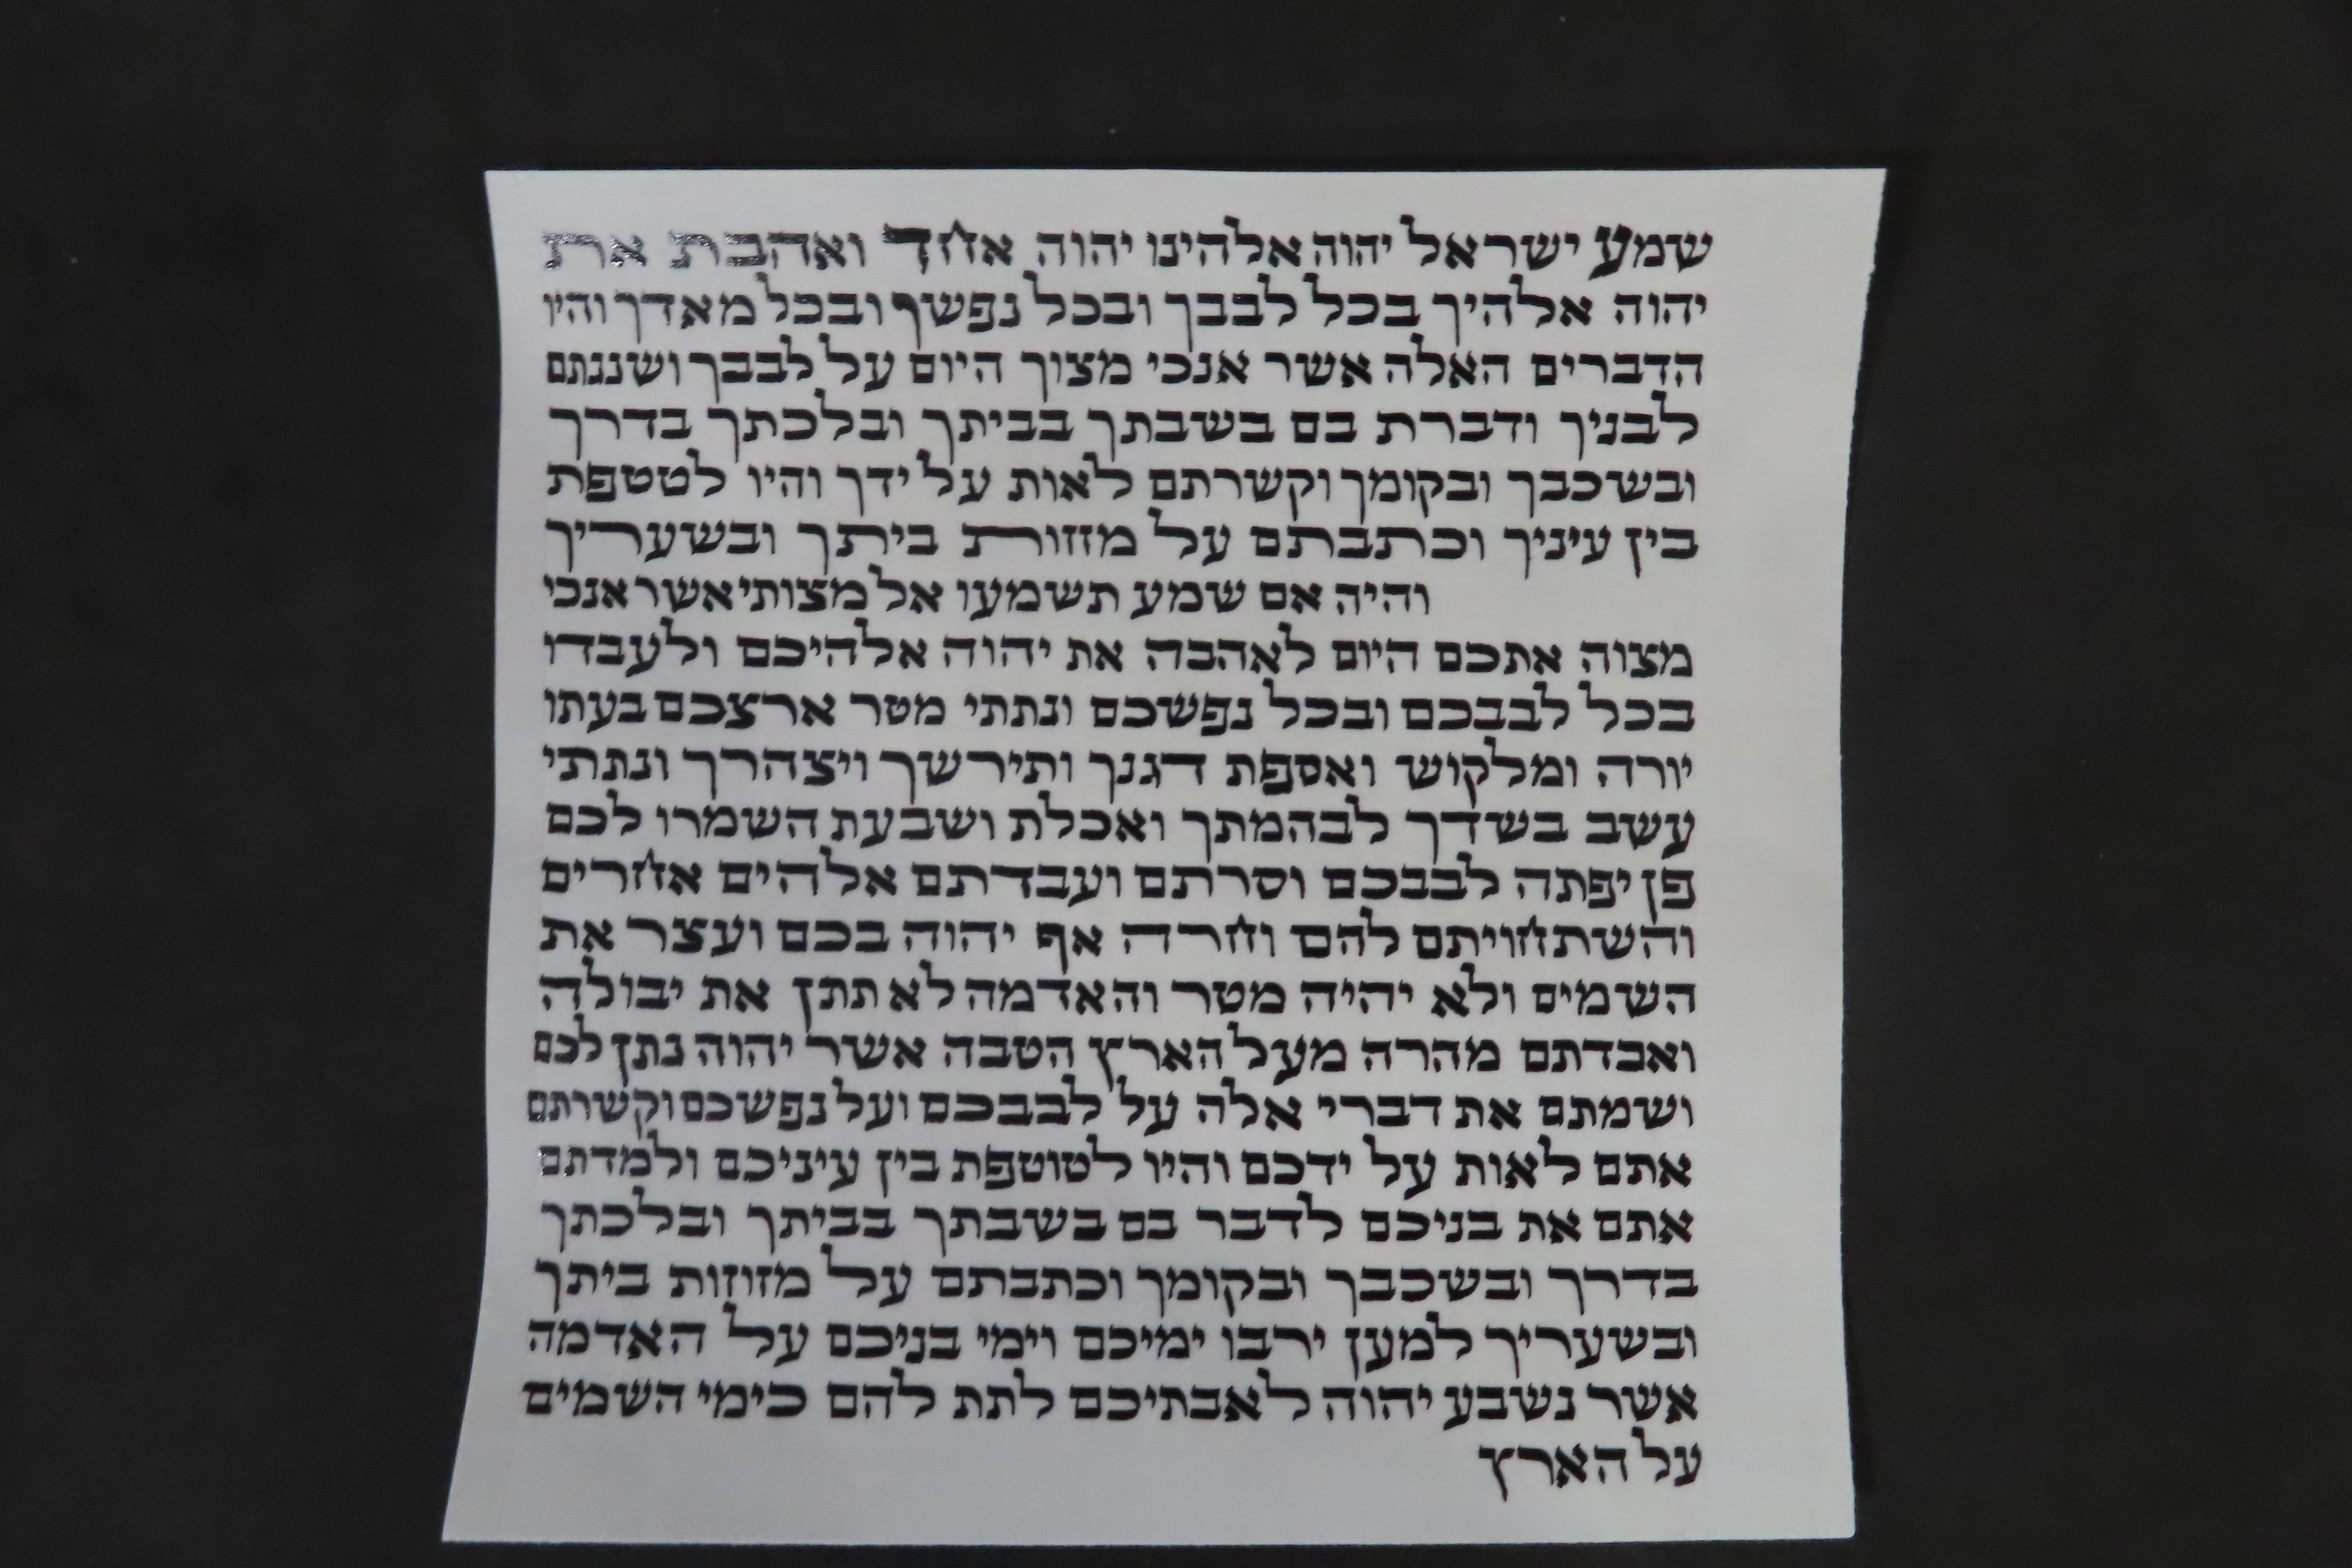 שמע ישראל יהוה אלהינו יהוה אחד ואהבת את
יהוה אלהיך בכל לבבך ובכל נפשך ובכל מאדך והיו
הדברים האלה אשר אנכי מצוך היום על לבבך ושננתם
לבניך ודברת בם בשבתך בביתך ובלכתך בדרך
ובשכבך ובקומך וקשרתם לאות על ידך והיו לטטפת
בין עיניך וכתבתם על מזזות ביתך ובשעריך
והיה אם שמע תשמעו אל מצותי אשר אנכי
מצוה אתכם היום לאהבה את יהוה אלהיכם ולעבדו
בכל לבבכם ובכל נפשכם ונתתי מטר ארצכם בעתו
יורה ומלקוש ואספת דגנך ותירשך ויצהרך ונתתי
עשב בשדך לבהמתך ואכלת ושבעת השמרו לכם
פן יפתה לבבכם וסרתם ועבדתם אלהים אחרים
והשתחויתם להם וחרה אף יהוה בכם ועצר את
השמים ולא יהיה מטר והאדמה לא תתן את יבולה
ואבדתם מהרה מעל הארץ הטבה אשר יהוה נתן לכם
ושמתם את דברי אלה על לבבכם ועל נפשכם וקשרתם
אתם לאות על ידכם והיו לטוטפת בין עיניכם ולמדתם
אתם את בניכם לדבר בם בשבתך בביתך ובלכתך
בדרך ובשכבך ובקומך וכתבתם על מזוזות ביתך
ובשעריך למען ירבו ימיכם וימי בניכם על האדמה
אשר נשבע יהוה לאבתיכם לתת להם כימי השמים
על הארץ